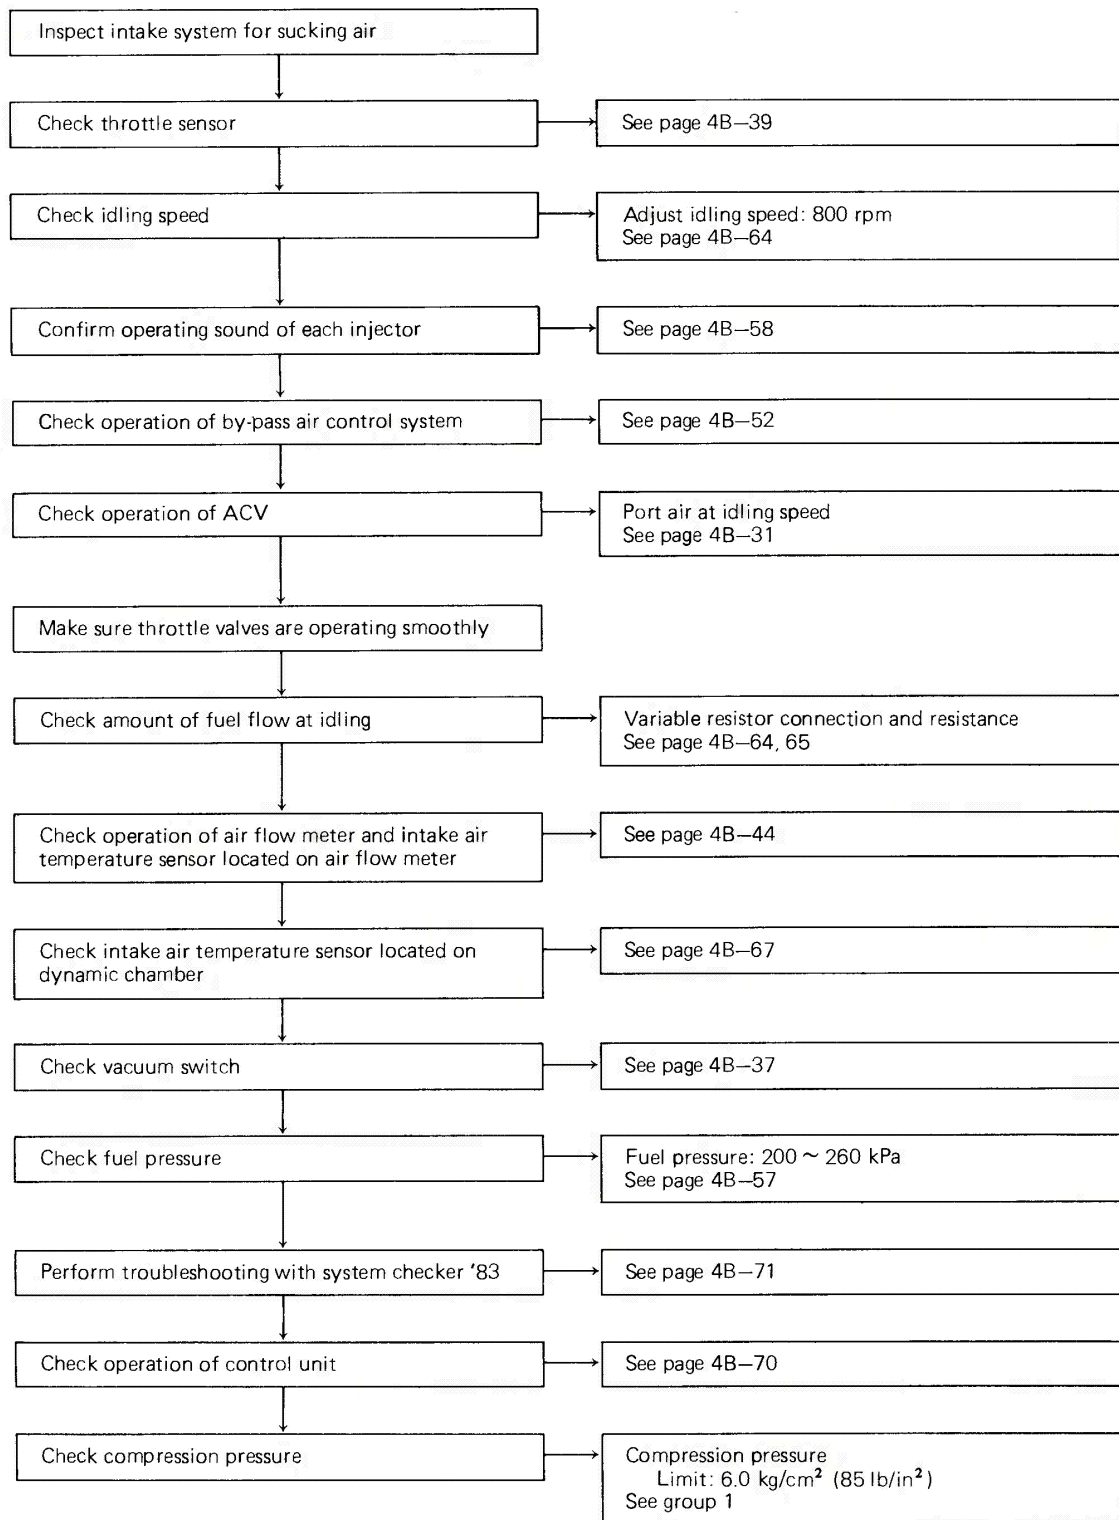 Inspect intake system for sucking air
Check throttle sensor
See page 4B—39
Check idling speed
Adjust idling speed: 800 rpm
See page 4B—64
Confirm operating sound of each injector
See page 4B—58
Check operation of by-pass air control system
See page 4B—52
Check operation of ACV
Port air at idling speed
See page 4B—31
Make sure throttle valves are operating smoothly
Check amount of fuel flow at idling
Variable resistor connection and resistance
See page 4B—64, 65
Check operation of air flow meter and intake air
temperature sensor located on air flow meter
See page 4B—44
Check intake air temperature sensor located on
dynamic chamber
See page 4B—67
Check vacuum switch
See page 4B—37
Check fuel pressure
Fuel pressure: 200 ~ 260 kPa
See page 4B—57
Perform troubleshooting with system checker '83
See page 4B—71
Check operation of control unit
See page 4B—70
Check compression pressure
Compression pressure
Limit: 6.0 kg/cm² (85 lb/in²)
See group 1